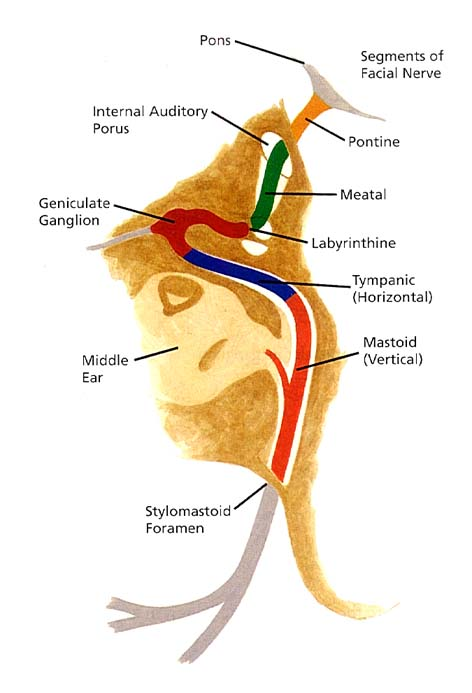 Pons
Segments of
Facial Nerve
Internal Auditory
Porus
Pontine
Meatal
Geniculate
Ganglion
Labyrinthine
Tympanic
(Horizontal)
Mastoid
(Vertical)
Middle
Ear
Stylomastoid
Foramen